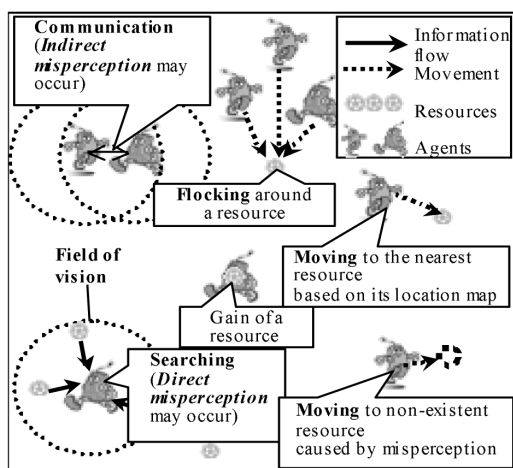 Communication
(Indirect
misperception may
occur)
Information
flow
Movement
Resources
Agents
Flocking around
a resource
Field of
vision
Moving to the nearest
resource
based on its location map
Gain of a
resource
Searching
(Direct
misperception
may occur)
Moving to non-existent
resource
caused by misperception